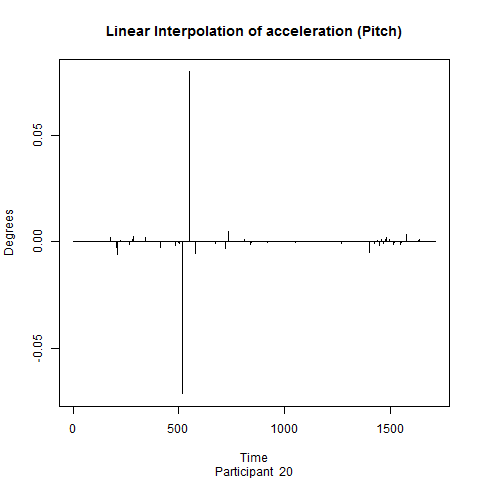 Linear Interpolation of acceleration (Pitch)
Degrees
0.05
0.00
-0.05
0 500 1000 1500
Time
Participant 20